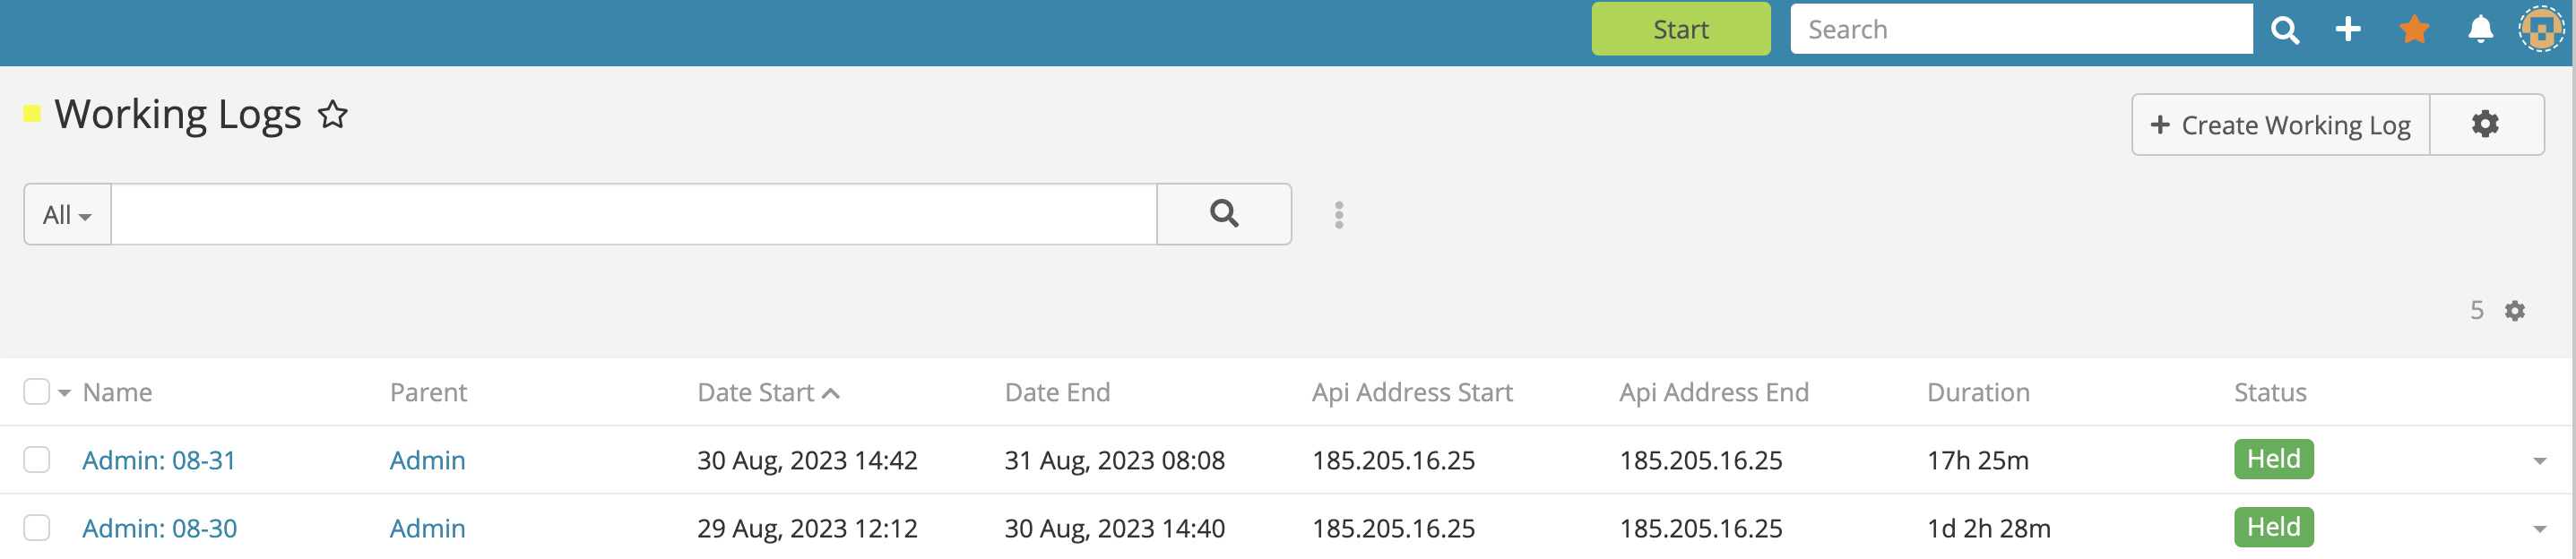 Start Search
Working Logs
+ Create Working Log
All
5
Name Parent Date Start Date End Api Address Start Api Address End Duration Status
Admin: 08-31 Admin 30 Aug, 2023 14:42 31 Aug, 2023 08:08 185.205.16.25 185.205.16.25 17h 25m Held
Admin: 08-30 Admin 29 Aug, 2023 12:12 30 Aug, 2023 14:40 185.205.16.25 185.205.16.25 1d 2h 28m Held